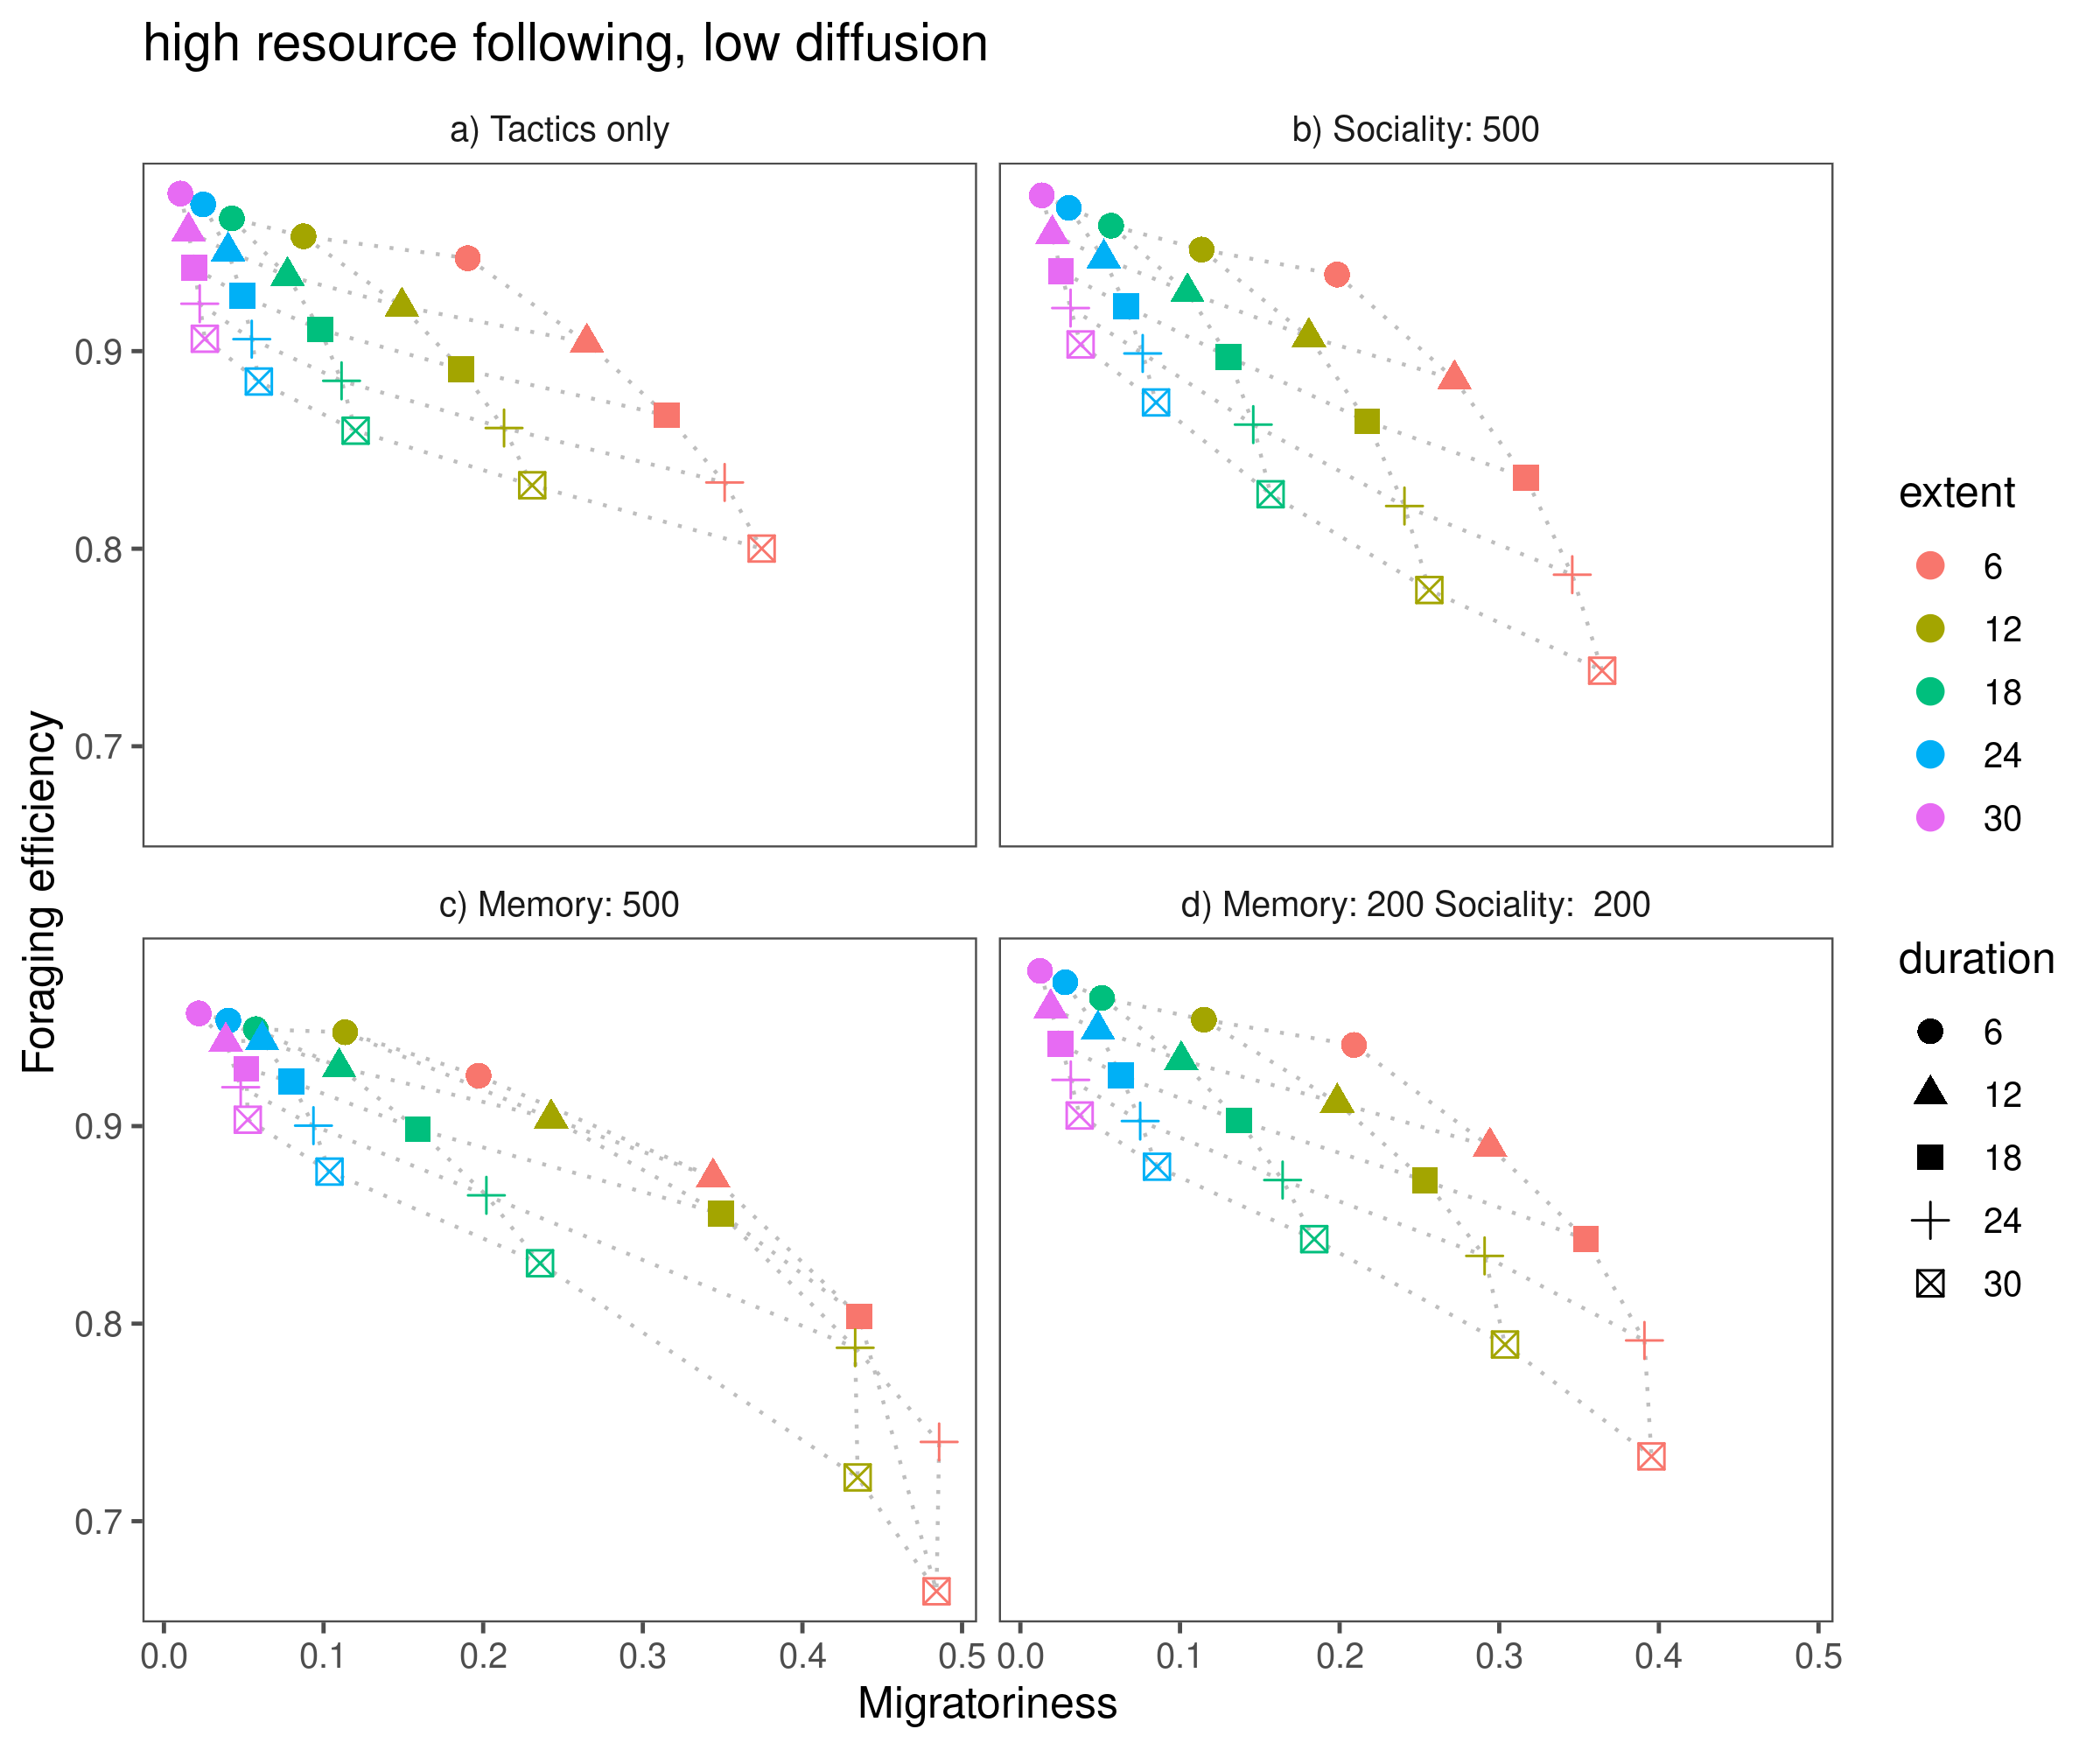 high resource following, low diffusion
a) Tactics only
b) Sociality: 500
0.9
0.8
0.7
Foraging efficiency
c) Memory: 500
d) Memory: 200 Sociality:  200
0.9
0.8
0.7
0.0 0.1 0.2 0.3 0.4 0.5 0.0 0.1 0.2 0.3 0.4 0.5
Migratoriness
extent
6
12
18
24
30
duration
6
12
18
24
30